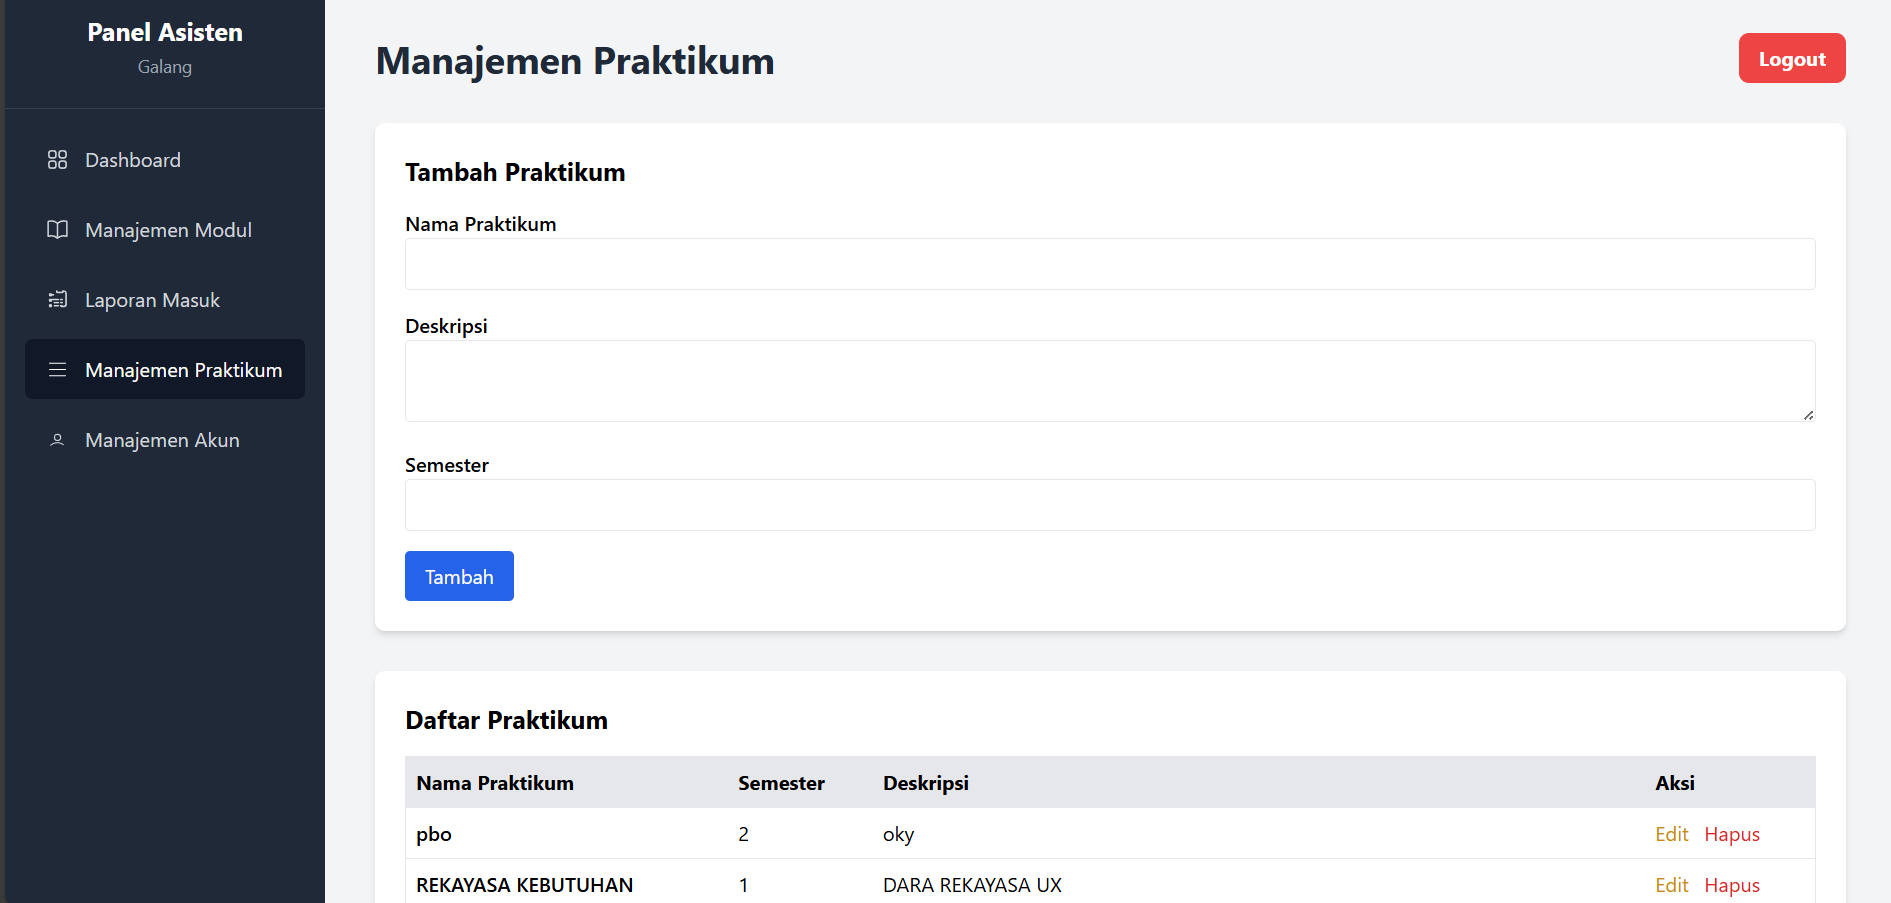 Panel Asisten
Galang
Dashboard
Manajemen Modul
Laporan Masuk
Manajemen Praktikum
Manajemen Akun
Manajemen Praktikum
Logout
Tambah Praktikum
Nama Praktikum
Deskripsi
Semester
Tambah
Daftar Praktikum
Nama Praktikum Semester Deskripsi Aksi
pbo 2 oky Edit Hapus
REKAYASA KEBUTUHAN 1 DARA REKAYASA UX Edit Hapus